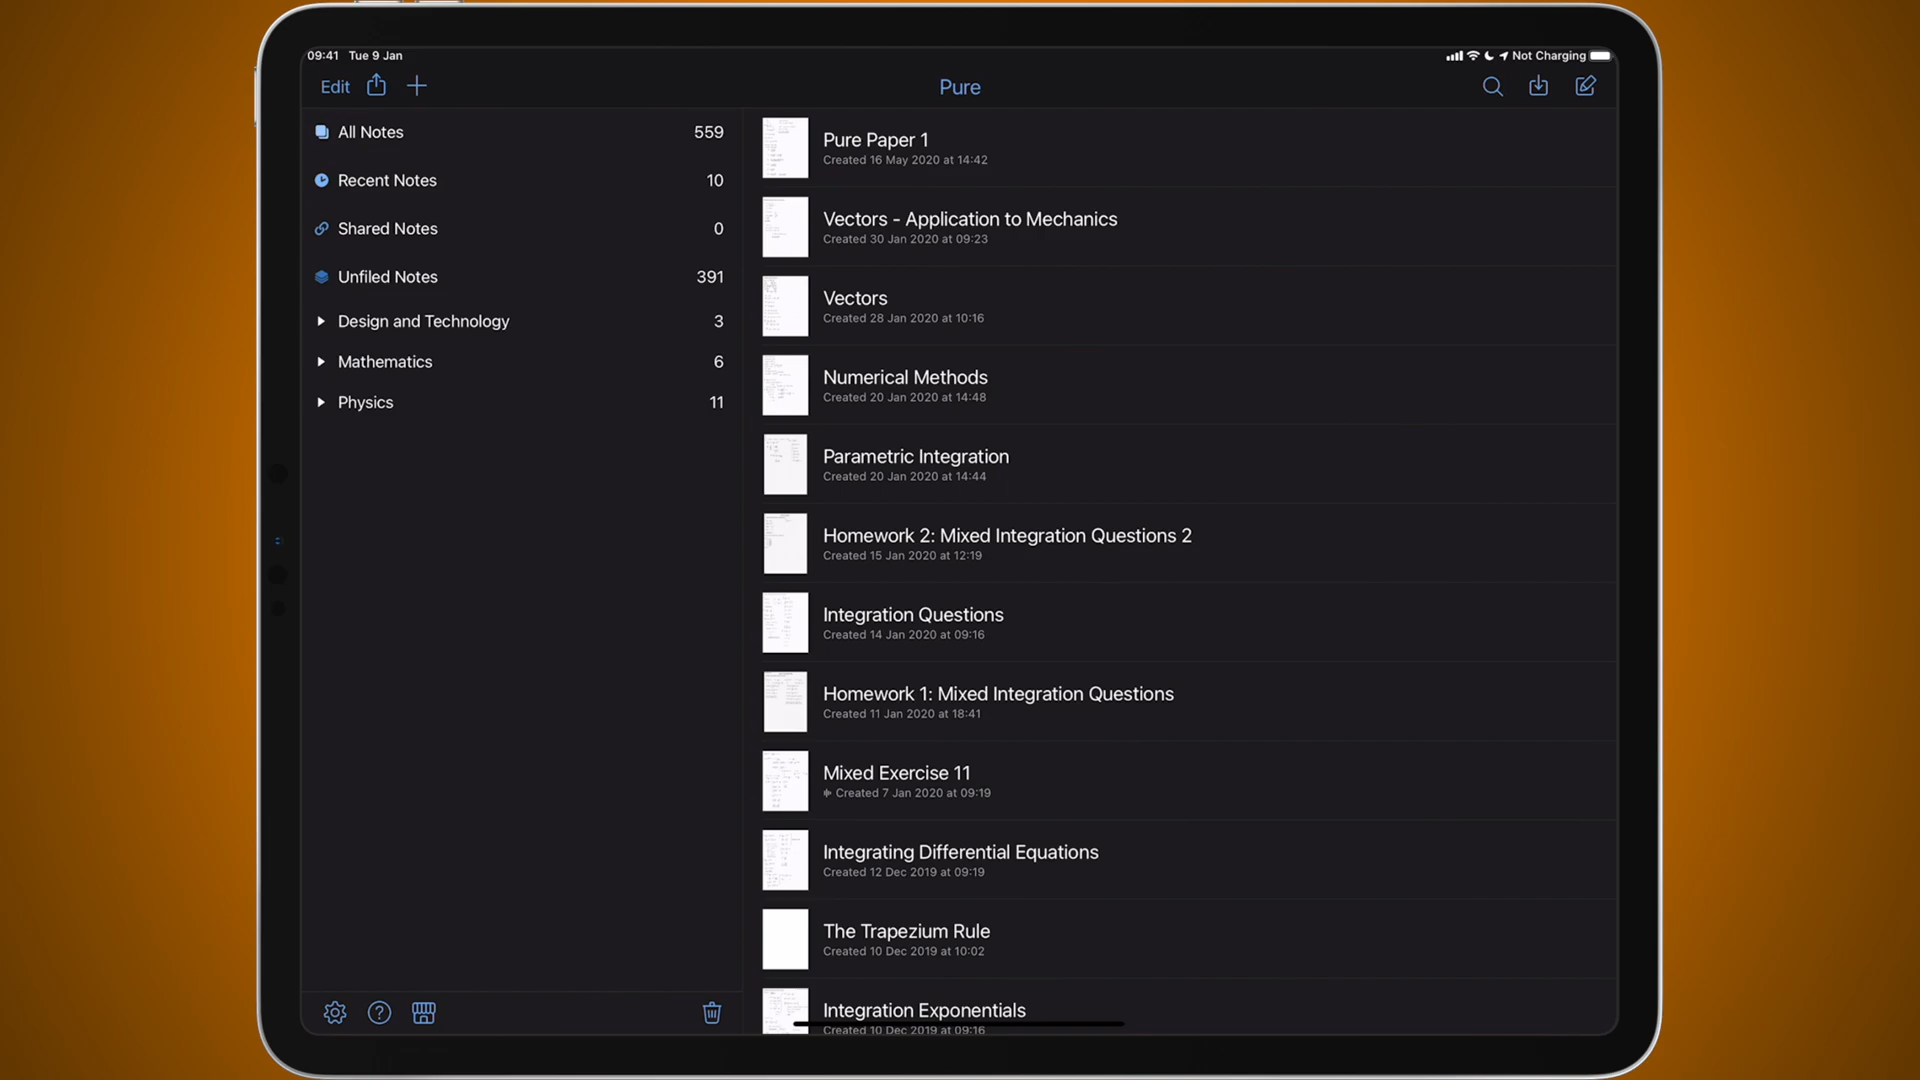 09:41 Tue 9 Jan
Not Charging
Edit
Pure
All Notes 559
Recent Notes 10
Shared Notes 0
Unfiled Notes 391
Design and Technology 3
Mathematics 6
Physics 11
Pure Paper 1
Created 16 May 2020 at 14:42
Vectors - Application to Mechanics
Created 30 Jan 2020 at 09:23
Vectors
Created 28 Jan 2020 at 10:16
Numerical Methods
Created 20 Jan 2020 at 14:48
Parametric Integration
Created 20 Jan 2020 at 14:44
Homework 2: Mixed Integration Questions 2
Created 15 Jan 2020 at 12:19
Integration Questions
Created 14 Jan 2020 at 09:16
Homework 1: Mixed Integration Questions
Created 11 Jan 2020 at 18:41
Mixed Exercise 11
Created 7 Jan 2020 at 09:19
Integrating Differential Equations
Created 12 Dec 2019 at 09:19
The Trapezium Rule
Created 10 Dec 2019 at 10:02
Integration Exponentials
Created 10 Dec 2019 at 09:16